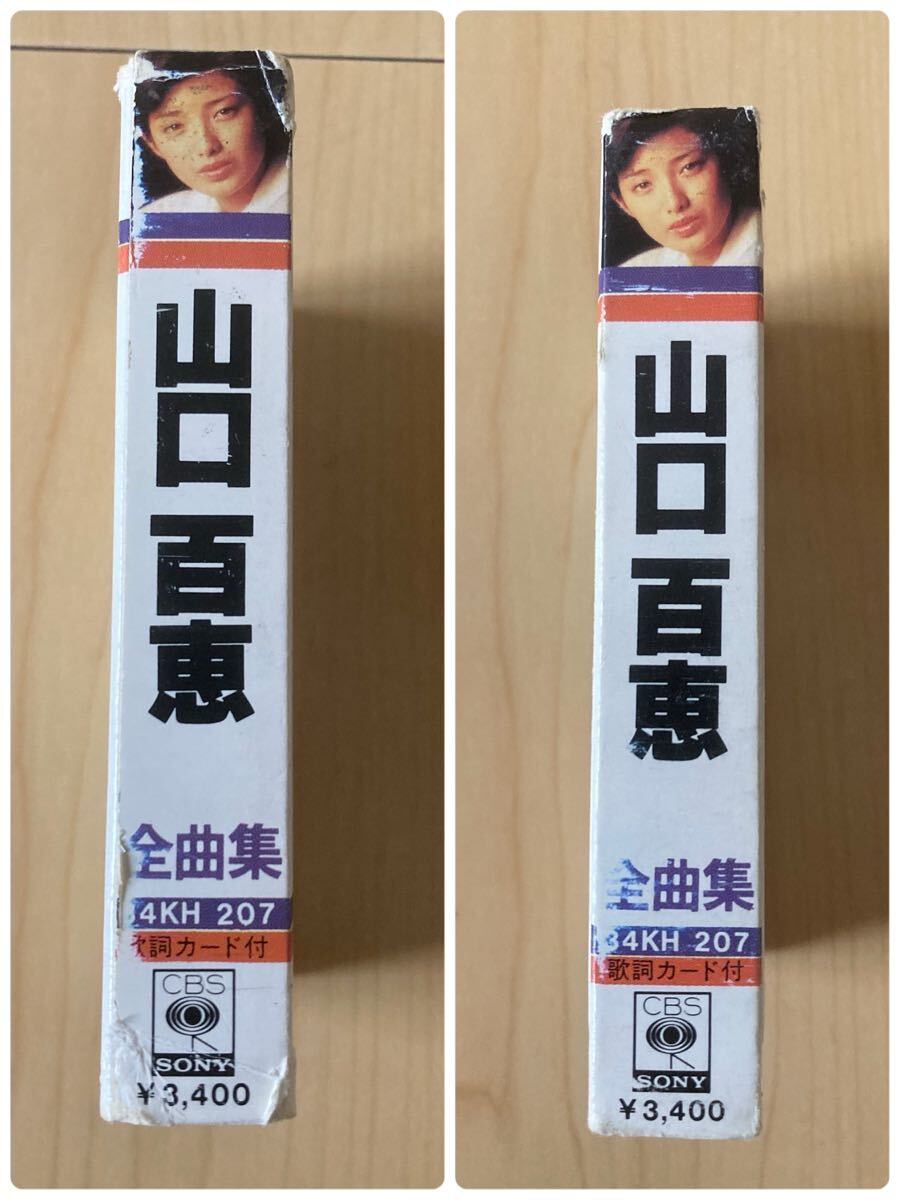 山口百恵
全曲集
34KH 207
歌詞カード付
CBS
SONY
¥3,400
山口百恵
全曲集
34KH 207
歌詞カード付
CBS
SONY
¥3,400